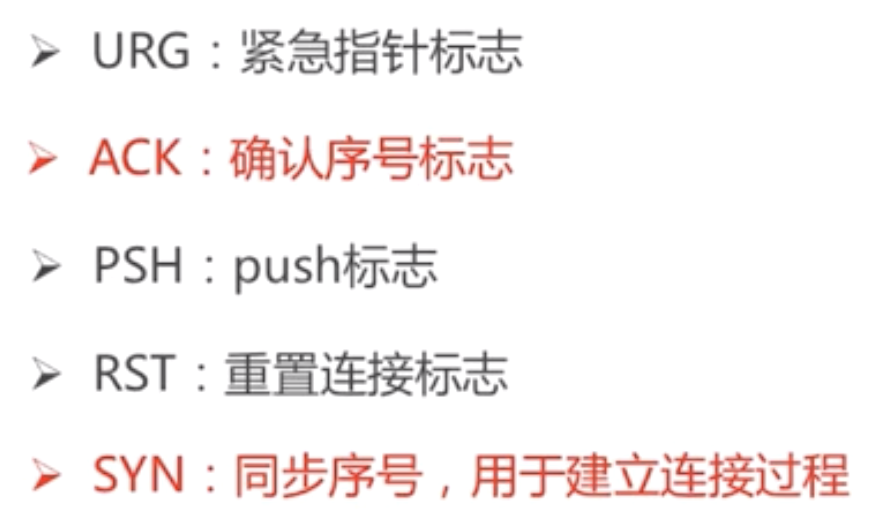 ➢ URG：紧急指针标志
➢ ACK：确认序号标志
➢ PSH：push标志
➢ RST：重置连接标志
➢ SYN：同步序号，用于建立连接过程